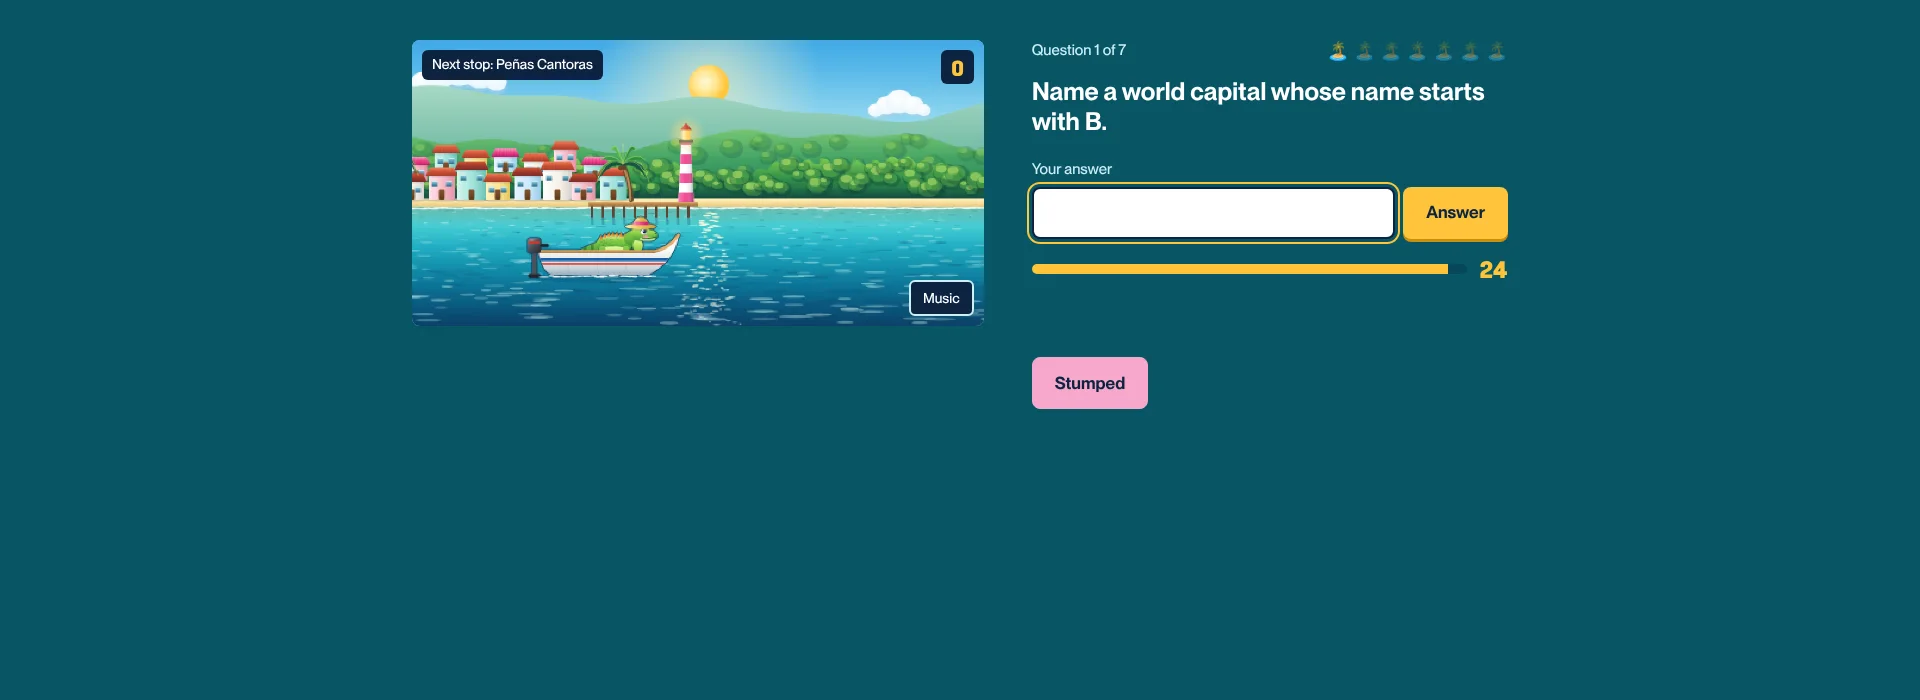 Next stop: Peñas Cantoras
0
Music
Question 1 of 7
Name a world capital whose name starts
with B.
Your answer
Answer
24
Stumped